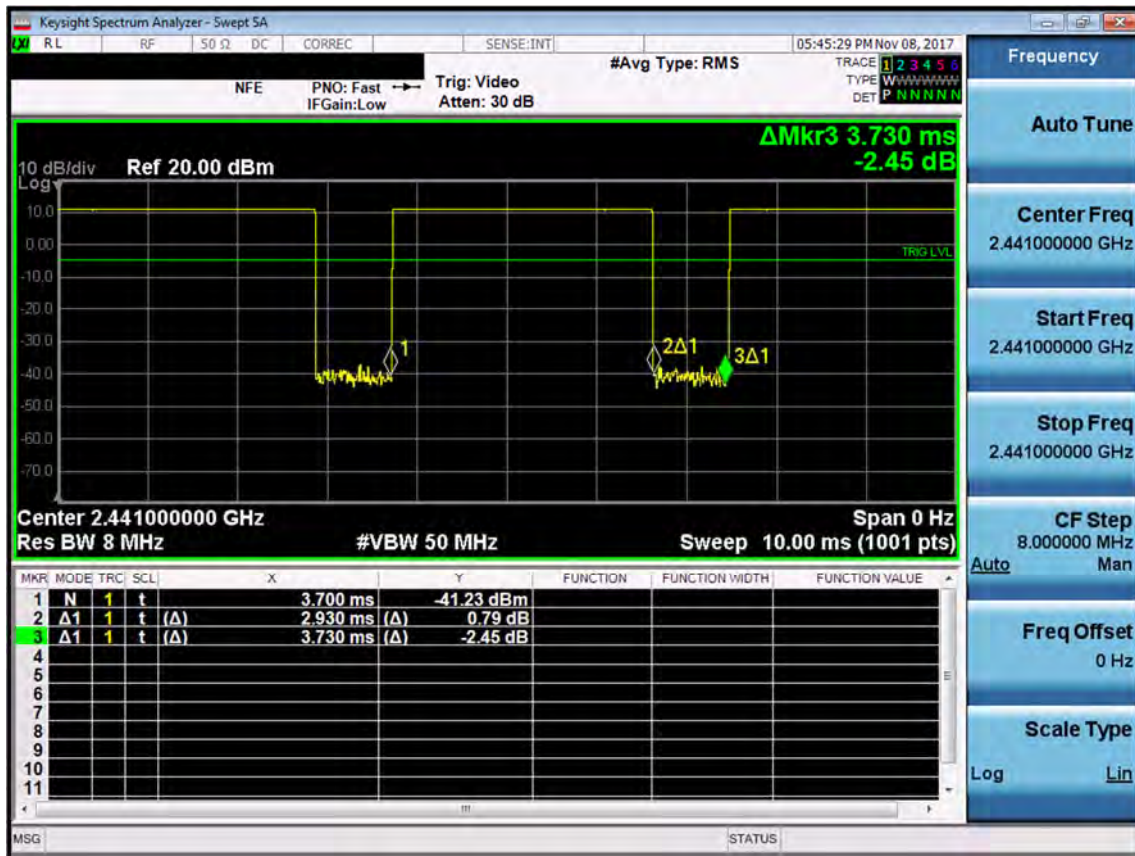 Keysight Spectrum Analyzer - Swept SA
LXI RL RF 50 Ω DC CORREC SENSE:INT 05:45:29 PM Nov 08, 2017
NFE PNO: Fast Trig: Video #Avg Type: RMS TRACE 1 2 3 4 5 6
IFGain:Low Atten: 30 dB TYPE WWWWWWW
DET P N N N N N
ΔMkr3 3.730 ms
-2.45 dB
10 dB/div Ref 20.00 dBm
Log
10.0
0.00
TRIG LVL
-10.0
-20.0
-30.0
1 2Δ1 3Δ1
-40.0
-50.0
-60.0
-70.0
Center 2.441000000 GHz Span 0 Hz
Res BW 8 MHz #VBW 50 MHz Sweep 10.00 ms (1001 pts)
MKR MODE TRC SCL X Y FUNCTION FUNCTION WIDTH FUNCTION VALUE
1 N 1 t 3.700 ms -41.23 dBm
2 Δ1 1 t (Δ) 2.930 ms (Δ) 0.79 dB
3 Δ1 1 t (Δ) 3.730 ms (Δ) -2.45 dB
4
5
6
7
8
9
10
11
MSG STATUS
Frequency
Auto Tune
Center Freq
2.441000000 GHz
Start Freq
2.441000000 GHz
Stop Freq
2.441000000 GHz
CF Step
8.000000 MHz
Auto Man
Freq Offset
0 Hz
Scale Type
Log Lin